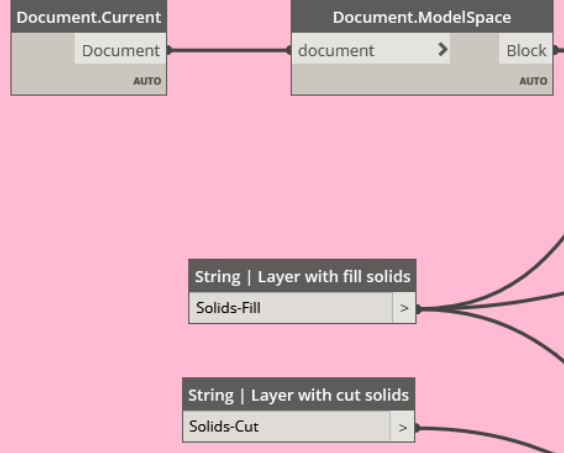 Document.Current
Document.ModelSpace
Document
document
Block
AUTO
AUTO
String | Layer with fill solids
Solids-Fill
>
String | Layer with cut solids
Solids-Cut
>